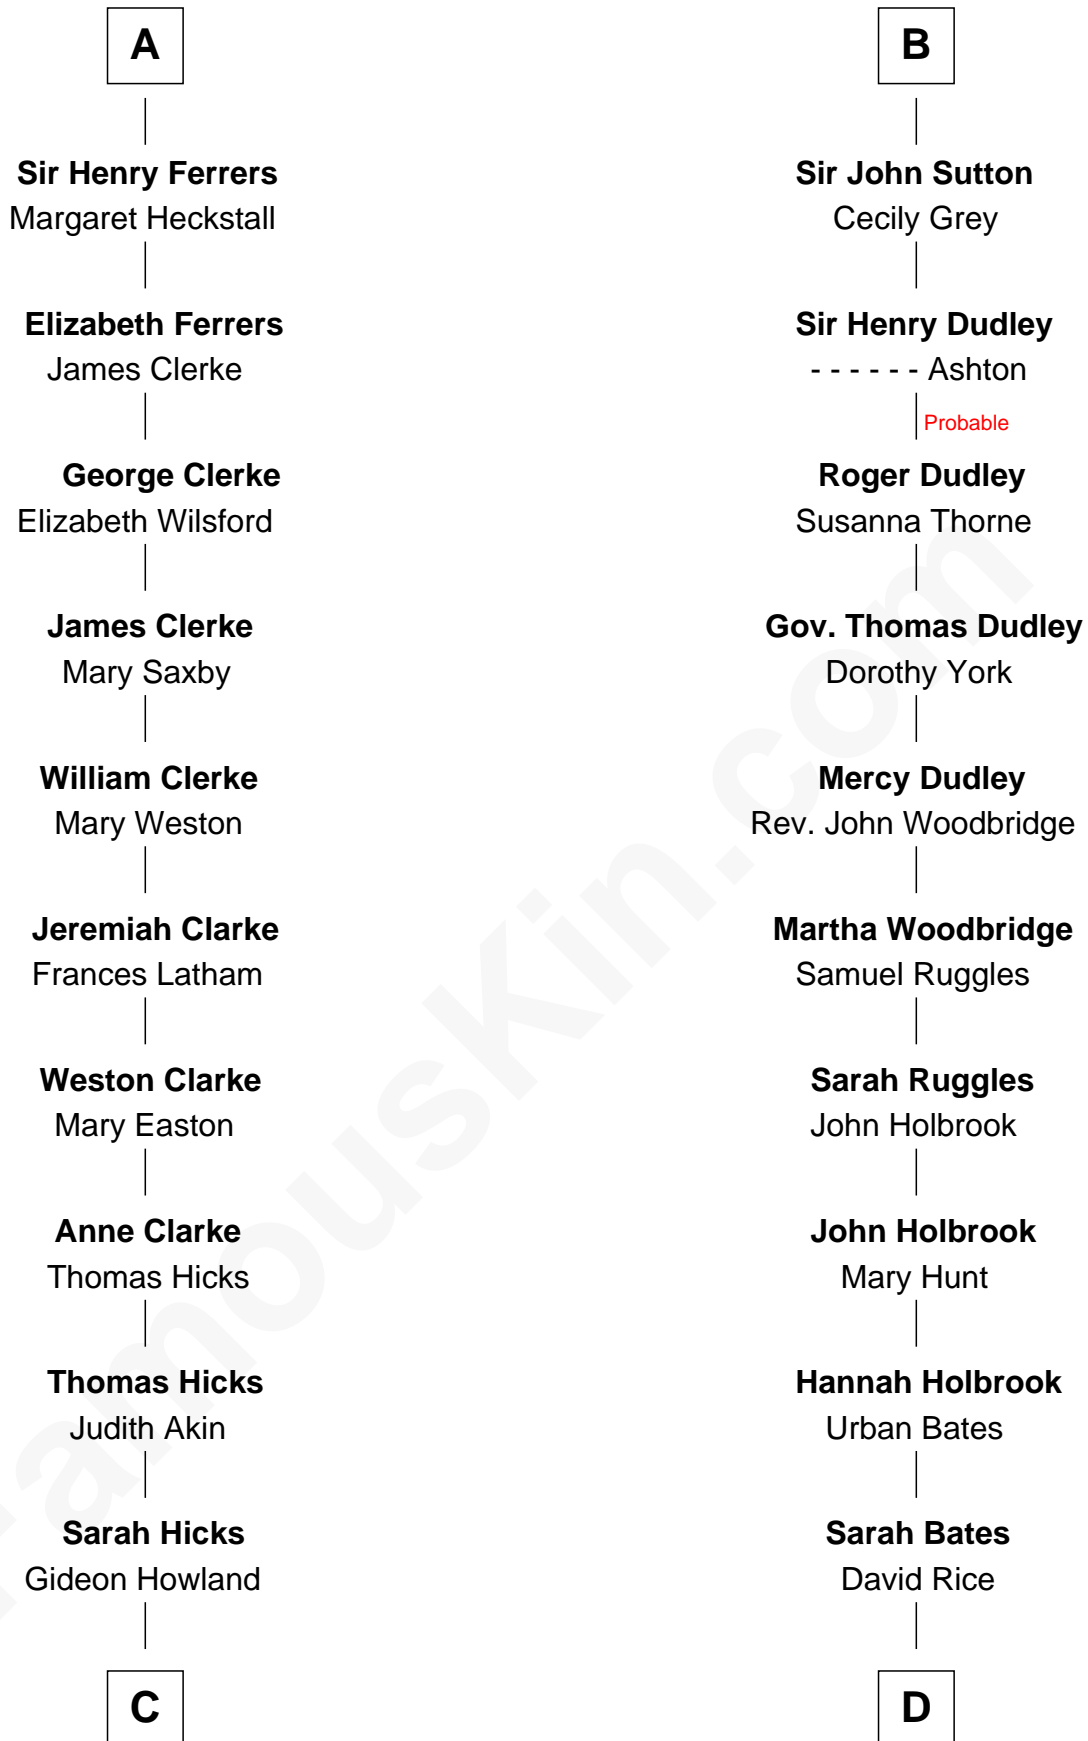 A
Sir Henry Ferrers
Margaret Heckstall
Elizabeth Ferrers
James Clerke
George Clerke
Elizabeth Wilsford
James Clerke
Mary Saxby
William Clerke
Mary Weston
Jeremiah Clarke
Frances Latham
Weston Clarke
Mary Easton
Anne Clarke
Thomas Hicks
Thomas Hicks
Judith Akin
Sarah Hicks
Gideon Howland
C
B
Sir John Sutton
Cecily Grey
Sir Henry Dudley
- - - - - - Ashton
Probable
Roger Dudley
Susanna Thorne
Gov. Thomas Dudley
Dorothy York
Mercy Dudley
Rev. John Woodbridge
Martha Woodbridge
Samuel Ruggles
Sarah Ruggles
John Holbrook
John Holbrook
Mary Hunt
Hannah Holbrook
Urban Bates
Sarah Bates
David Rice
D
FamousKin.com